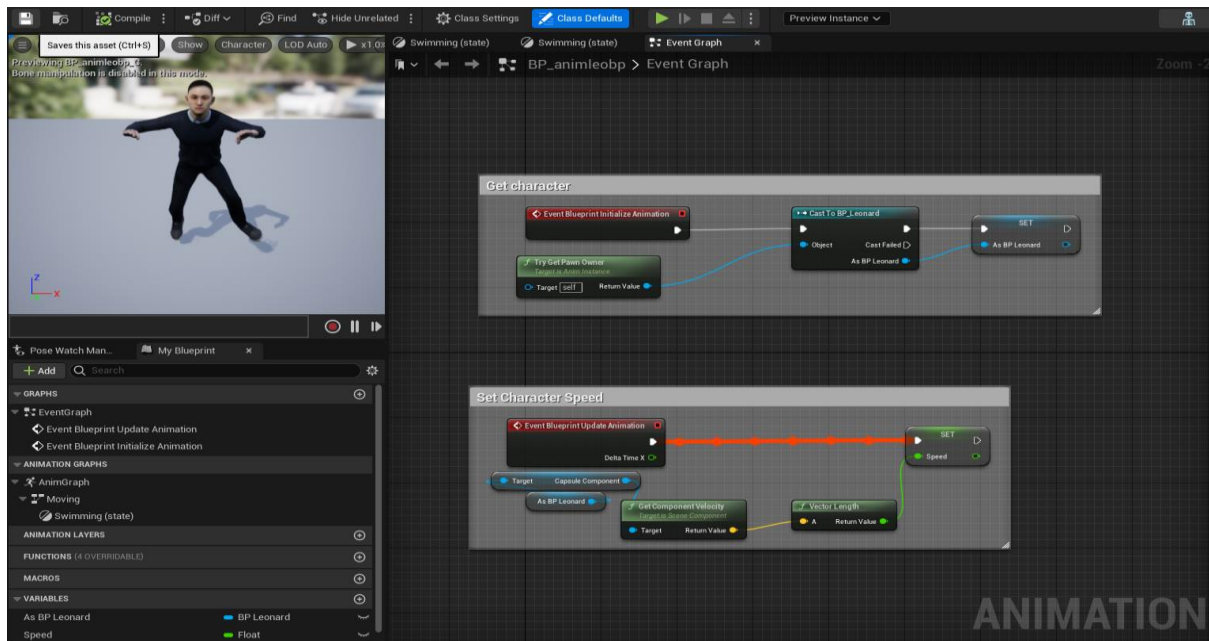 Compile
Diff
Find
Hide Unrelated
Class Settings
Class Defaults
Preview Instance
Saves this asset (Ctrl+S)
Show
Character
LOD Auto
x1.0
Previewing BP_animleobp_C.
Bone manipulation is disabled in this mode.
Z
X
Swimming (state)
Swimming (state)
Event Graph
BP_animleobp > Event Graph
Zoom -2
Get character
Event Blueprint Initialize Animation
Try Get Pawn Owner
Target is Anim Instance
Target self Return Value
Cast To BP_Leonard
Object Cast Failed
As BP Leonard
SET
As BP Leonard
Set Character Speed
Event Blueprint Update Animation
Delta Time X
Target Capsule Component
As BP Leonard
Get Component Velocity
Target is Scene Component
Target Return Value
Vector Length
A Return Value
SET
Speed
ANIMATION
Pose Watch Man...
My Blueprint
Add
Search
GRAPHS
EventGraph
Event Blueprint Update Animation
Event Blueprint Initialize Animation
ANIMATION GRAPHS
AnimGraph
Moving
Swimming (state)
ANIMATION LAYERS
FUNCTIONS (4 OVERRIDABLE)
MACROS
VARIABLES
As BP Leonard BP Leonard
Speed Float